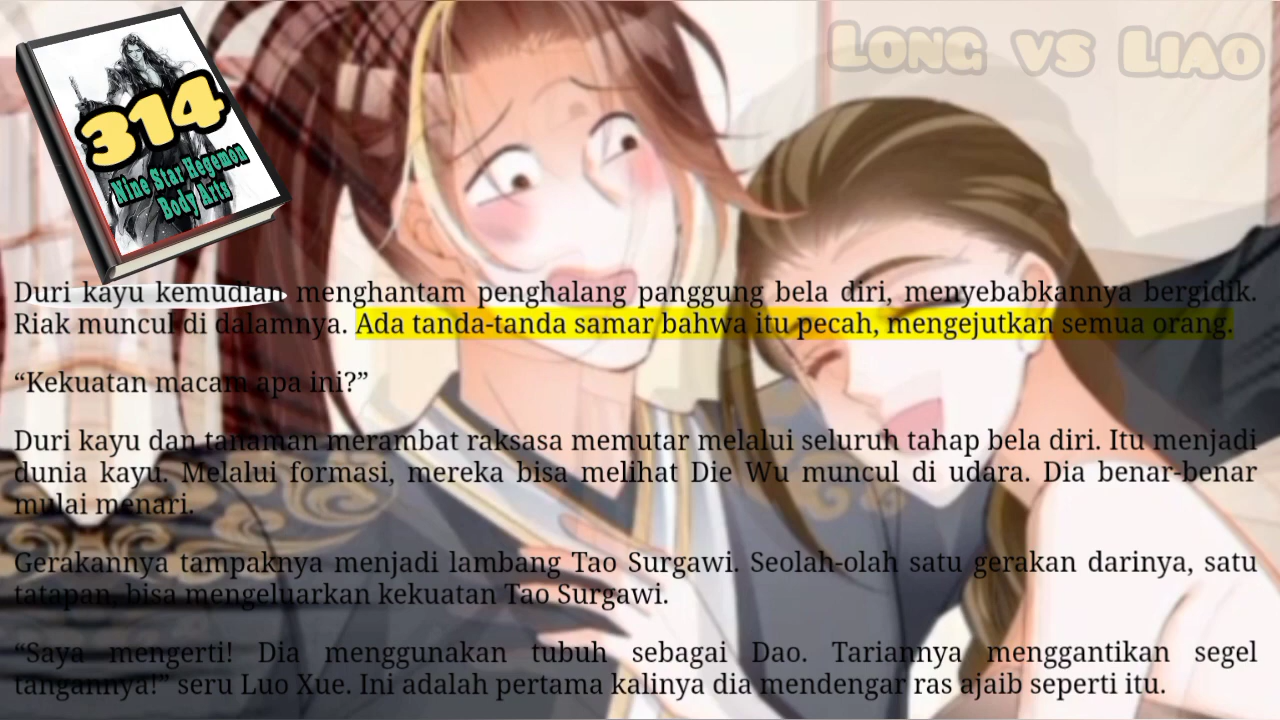 LONG VS LIAO
314
Nine Star Hegemon
Body Arts
Duri kayu kemudian menghantam penghalang panggung bela diri, menyebabkannya bergidik.
Riak muncul di dalamnya. Ada tanda-tanda samar bahwa itu pecah, mengejutkan semua orang.
“Kekuatan macam apa ini?”
Duri kayu dan tanaman merambat raksasa memutar melalui seluruh tahap bela diri. Itu menjadi
dunia kayu. Melalui formasi, mereka bisa melihat Die Wu muncul di udara. Dia benar-benar
mulai menari.
Gerakannya tampaknya menjadi lambang Tao Surgawi. Seolah-olah satu gerakan darinya, satu
tatapan, bisa mengeluarkan kekuatan Tao Surgawi.
“Saya mengerti! Dia menggunakan tubuh sebagai Dao. Tariannya menggantikan segel
tangannya!” seru Luo Xue. Ini adalah pertama kalinya dia mendengar ras ajaib seperti itu.